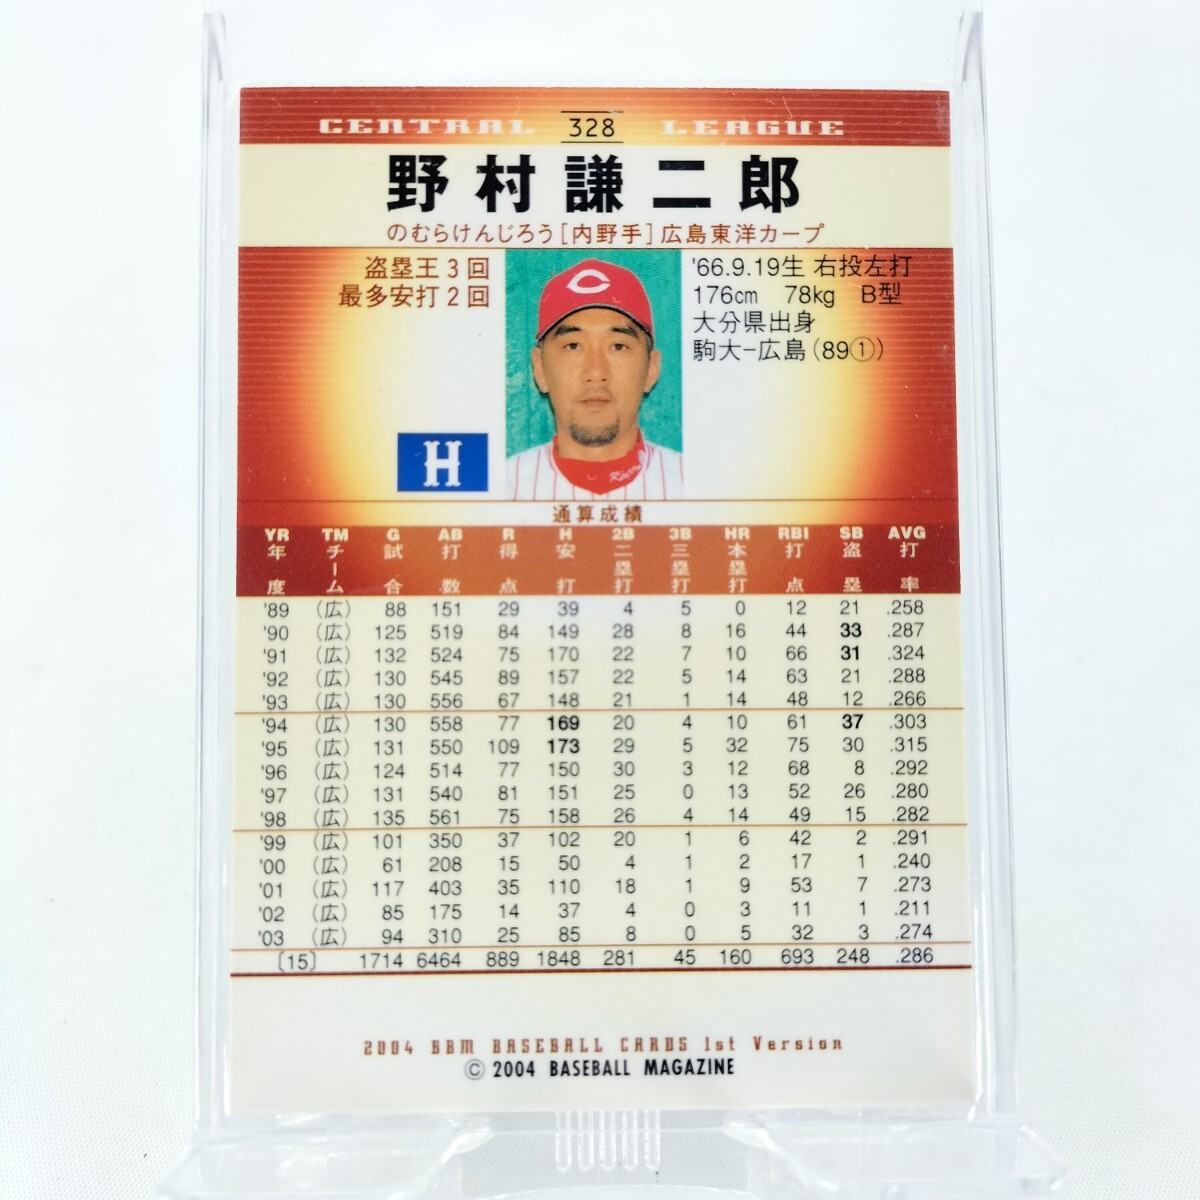 CENTRAL 328 LEAGUE
野村謙二郎
のむらけんじろう[内野手]広島東洋カープ
盗塁王3回
最多安打2回
'66.9.19生 右投左打
176cm 78kg B型
大分県出身
駒大-広島(89①)
C
H
通算成績
YR TM G AB R H 2B 3B HR RBI SB AVG
年度 チーム 試合 打数 得点 安打 二塁打 三塁打 本塁打 打点 盗塁 打率
'89 (広) 88 151 29 39 4 5 0 12 21 .258
'90 (広) 125 519 84 149 28 8 16 44 33 .287
'91 (広) 132 524 75 170 22 7 10 66 31 .324
'92 (広) 130 545 89 157 22 5 14 63 21 .288
'93 (広) 130 556 67 148 21 1 14 48 12 .266
'94 (広) 130 558 77 169 20 4 10 61 37 .303
'95 (広) 131 550 109 173 29 5 32 75 30 .315
'96 (広) 124 514 77 150 30 3 12 68 8 .292
'97 (広) 131 540 81 151 25 0 13 52 26 .280
'98 (広) 135 561 75 158 26 4 14 49 15 .282
'99 (広) 101 350 37 102 20 1 6 42 2 .291
'00 (広) 61 208 15 50 4 1 2 17 1 .240
'01 (広) 117 403 35 110 18 1 9 53 7 .273
'02 (広) 85 175 14 37 4 0 3 11 1 .211
'03 (広) 94 310 25 85 8 0 5 32 3 .274
〔15〕 1714 6464 889 1848 281 45 160 693 248 .286
2004 BBM BASEBALL CARDS 1st Version
© 2004 BASEBALL MAGAZINE